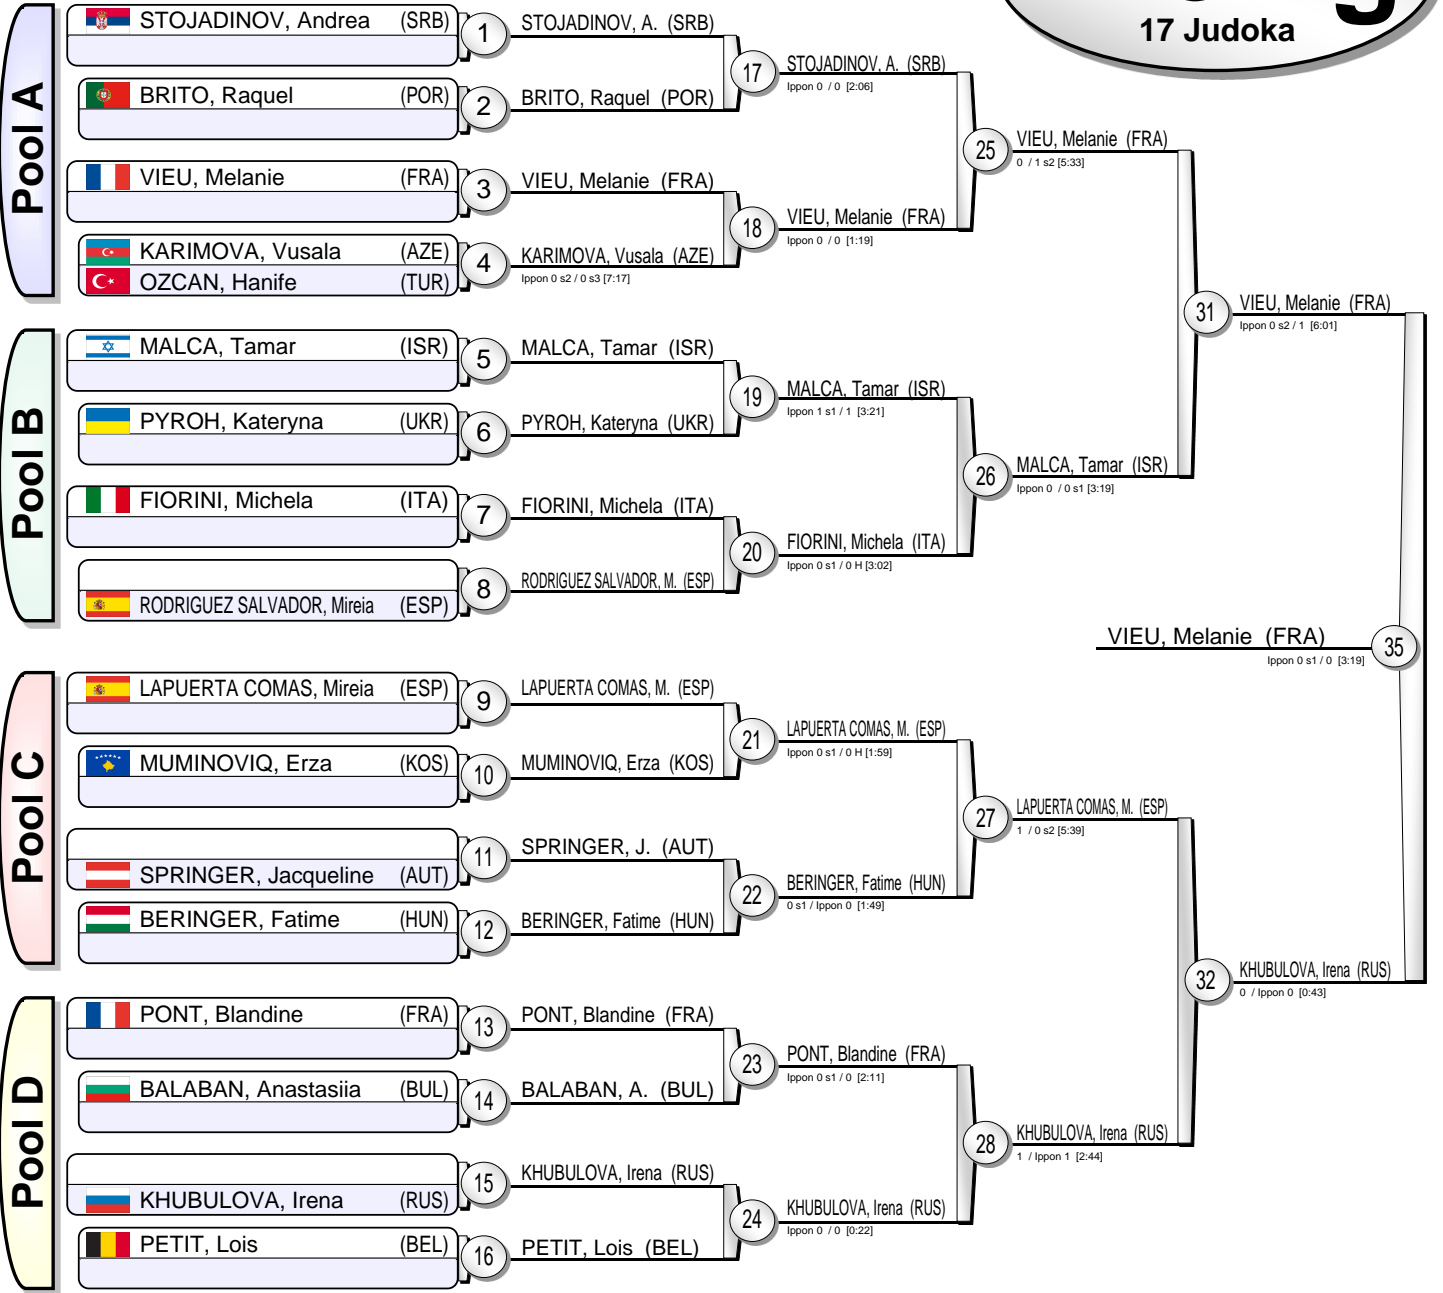 17 Judoka
Pool A
STOJADINOV, Andrea (SRB)
BRITO, Raquel (POR)
VIEU, Melanie (FRA)
KARIMOVA, Vusala (AZE)
OZCAN, Hanife (TUR)
1
2
3
4
STOJADINOV, A. (SRB)
BRITO, Raquel (POR)
VIEU, Melanie (FRA)
KARIMOVA, Vusala (AZE)
Ippon 0 s2 / 0 s3 [7:17]
17
18
STOJADINOV, A. (SRB)
Ippon 0 / 0 [2:06]
VIEU, Melanie (FRA)
Ippon 0 / 0 [1:19]
25
VIEU, Melanie (FRA)
0 / 1 s2 [5:33]
Pool B
MALCA, Tamar (ISR)
PYROH, Kateryna (UKR)
FIORINI, Michela (ITA)
RODRIGUEZ SALVADOR, Mireia (ESP)
5
6
7
8
MALCA, Tamar (ISR)
PYROH, Kateryna (UKR)
FIORINI, Michela (ITA)
RODRIGUEZ SALVADOR, M. (ESP)
19
20
MALCA, Tamar (ISR)
Ippon 1 s1 / 1 [3:21]
FIORINI, Michela (ITA)
Ippon 0 s1 / 0 H [3:02]
26
MALCA, Tamar (ISR)
Ippon 0 / 0 s1 [3:19]
31
VIEU, Melanie (FRA)
Ippon 0 s2 / 1 [6:01]
VIEU, Melanie (FRA)
Ippon 0 s1 / 0 [3:19]
35
Pool C
LAPUERTA COMAS, Mireia (ESP)
MUMINOVIQ, Erza (KOS)
SPRINGER, Jacqueline (AUT)
BERINGER, Fatime (HUN)
9
10
11
12
LAPUERTA COMAS, M. (ESP)
MUMINOVIQ, Erza (KOS)
SPRINGER, J. (AUT)
BERINGER, Fatime (HUN)
21
22
LAPUERTA COMAS, M. (ESP)
Ippon 0 s1 / 0 H [1:59]
BERINGER, Fatime (HUN)
0 s1 / Ippon 0 [1:49]
27
LAPUERTA COMAS, M. (ESP)
1 / 0 s2 [5:39]
Pool D
PONT, Blandine (FRA)
BALABAN, Anastasiia (BUL)
KHUBULOVA, Irena (RUS)
PETIT, Lois (BEL)
13
14
15
16
PONT, Blandine (FRA)
BALABAN, A. (BUL)
KHUBULOVA, Irena (RUS)
PETIT, Lois (BEL)
23
24
PONT, Blandine (FRA)
Ippon 0 s1 / 0 [2:11]
KHUBULOVA, Irena (RUS)
Ippon 0 / 0 [0:22]
28
KHUBULOVA, Irena (RUS)
1 / Ippon 1 [2:44]
32
KHUBULOVA, Irena (RUS)
0 / Ippon 0 [0:43]